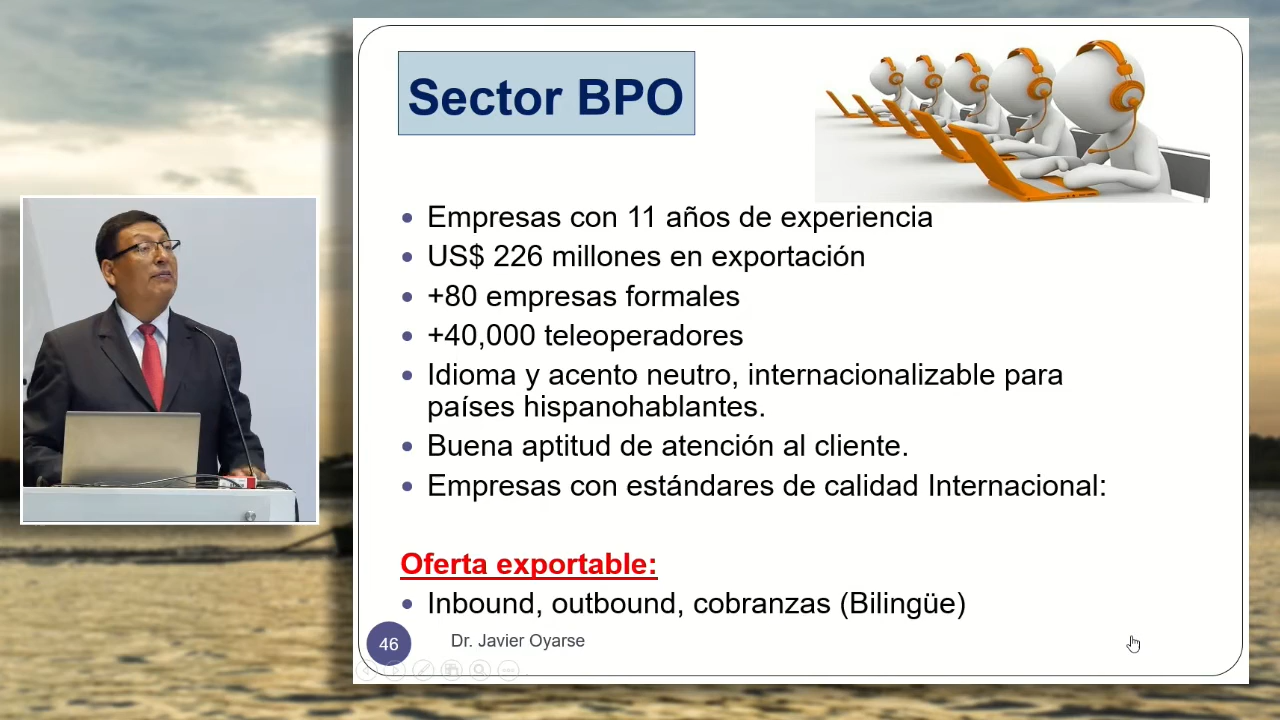 Sector BPO
Empresas con 11 años de experiencia
US$ 226 millones en exportación
+80 empresas formales
+40,000 teleoperadores
Idioma y acento neutro, internacionalizable para
países hispanohablantes.
Buena aptitud de atención al cliente.
Empresas con estándares de calidad Internacional:
Oferta exportable:
Inbound, outbound, cobranzas (Bilingüe)
46
Dr. Javier Oyarse